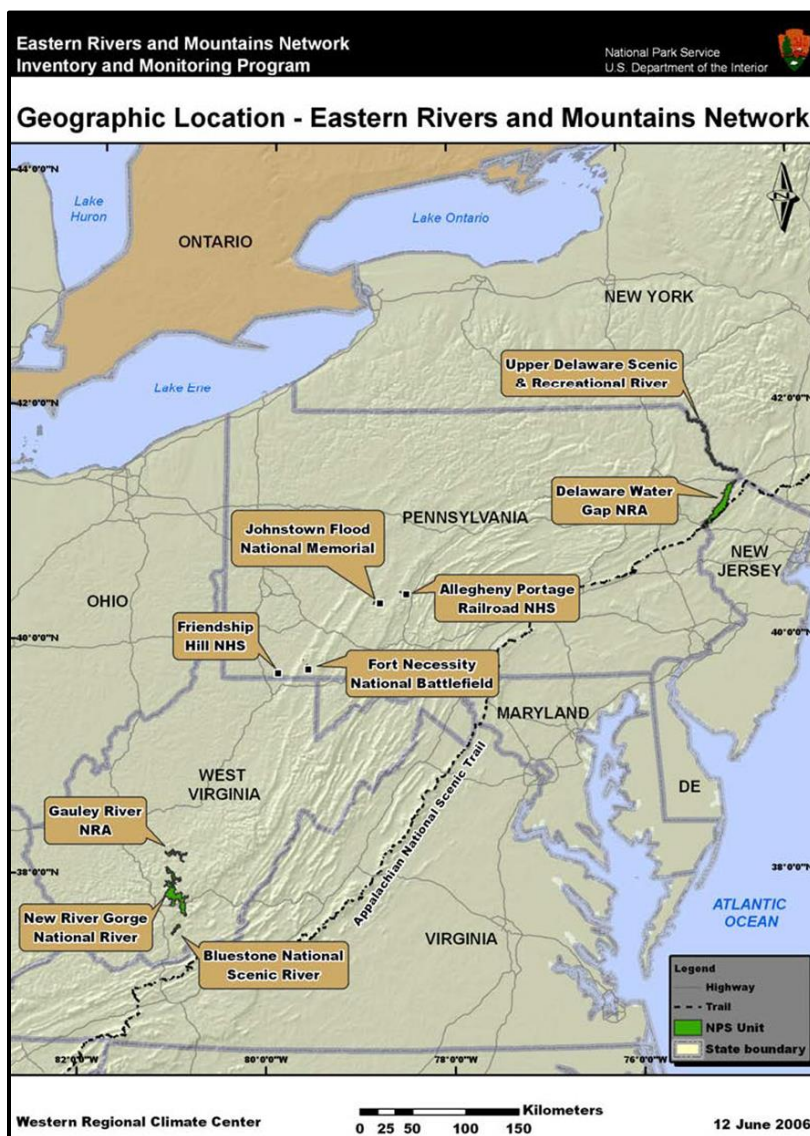 Eastern Rivers and Mountains Network
Inventory and Monitoring Program
National Park Service
U.S. Department of the Interior
Geographic Location - Eastern Rivers and Mountains Network
44°0'0"N
44°0'0"N
Lake
Huron
Lake Ontario
ONTARIO
NEW YORK
Upper Delaware Scenic
& Recreational River
Lake Erie
42°0'0"N
42°0'0"N
Delaware Water
Gap NRA
PENNSYLVANIA
Johnstown Flood
National Memorial
NEW
JERSEY
OHIO
Allegheny Portage
Railroad NHS
Friendship
Hill NHS
40°0'0"N
40°0'0"N
Fort Necessity
National Battlefield
MARYLAND
WEST
VIRGINIA
DE
Appalachian National Scenic Trail
Gauley River
NRA
38°0'0"N
38°0'0"N
New River Gorge
National River
ATLANTIC
OCEAN
VIRGINIA
Bluestone National
Scenic River
Legend
Highway
Trail
NPS Unit
State boundary
82°0'0"W
80°0'0"W
78°0'0"W
76°0'0"W
Western Regional Climate Center
Kilometers
0 25 50 100 150
12 June 2008